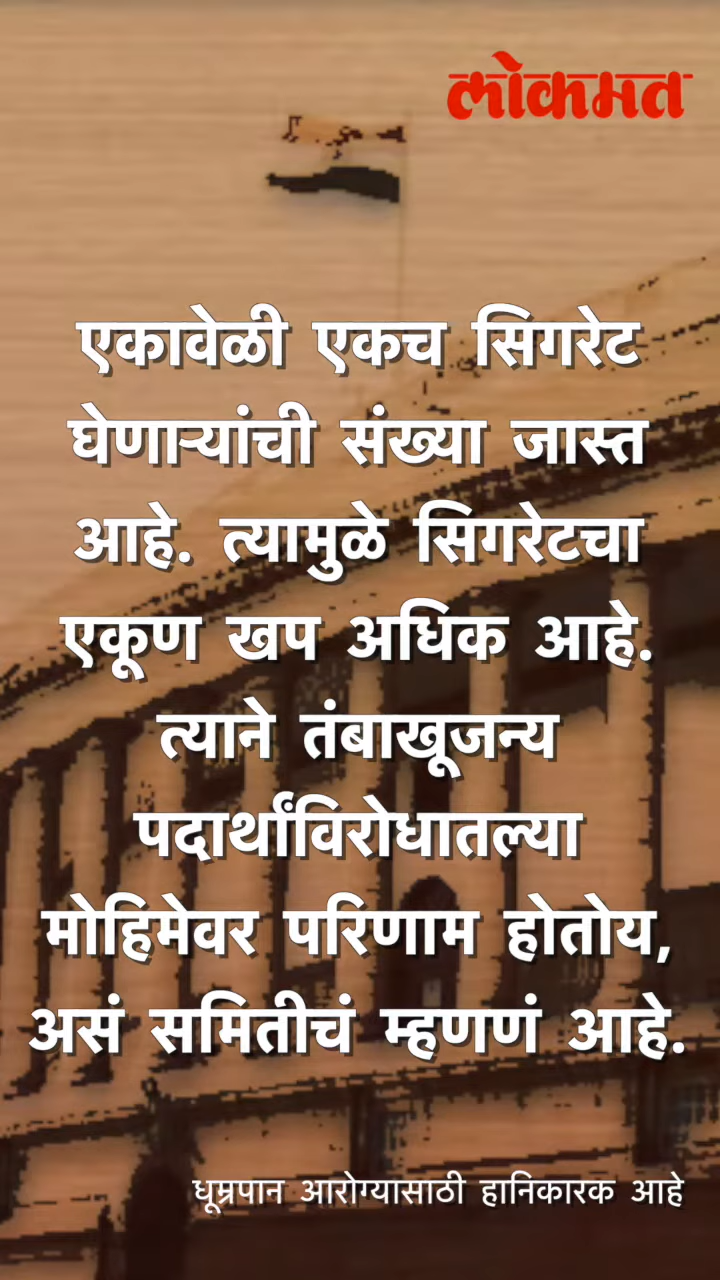 लोकमत
एकावेळी एकच सिगरेट
घेणाऱ्यांची संख्या जास्त
आहे. त्यामुळे सिगरेटचा
एकूण खप अधिक आहे.
त्याने तंबाखूजन्य
पदार्थांविरोधातल्या
मोहिमेवर परिणाम होतोय,
असं समितीचं म्हणणं आहे.
धूम्रपान आरोग्यासाठी हानिकारक आहे